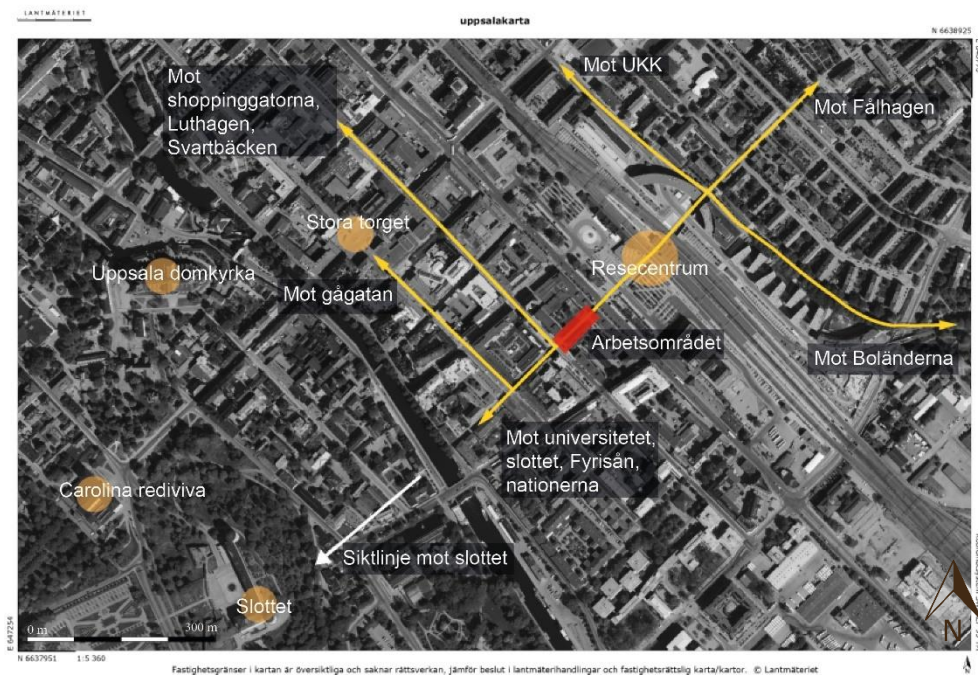 LANTMÄTERIET
uppsalakarta
N 6638925
Mot UKK
Mot
shoppinggatorna,
Luthagen,
Svartbäcken
Mot Fålhagen
Stora torget
Uppsala domkyrka
Resecentrum
Mot gågatan
Arbetsområdet
Mot Boländerna
Mot universitetet,
slottet, Fyrisån,
nationerna
Carolina rediviva
Siktlinje mot slottet
Slottet
0 m
300 m
N
E 647254
N 6637951
1:5 360
Fastighetsgränser i kartan är översiktliga och saknar rättsverkan, jämför beslut i lantmäterihandlingar och fastighetsrättslig karta/kartor. © Lantmäteriet